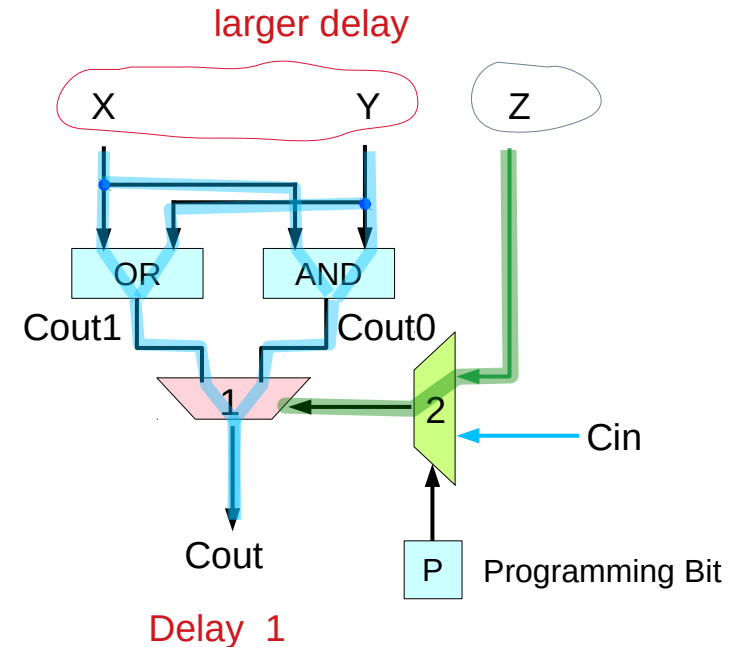 larger delay
X Y Z
OR AND
Cout1 Cout0
1 2
Cin
Cout
P Programming Bit
Delay 1